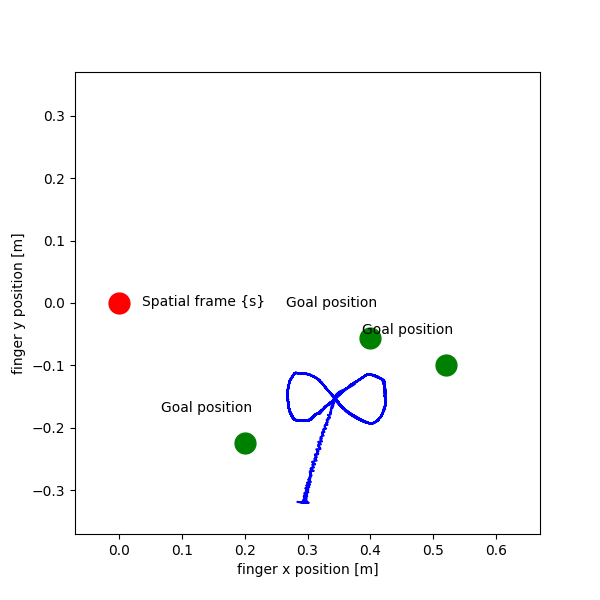 0.3
0.2
0.1
0.0
−0.1
−0.2
−0.3
finger y position [m]
Spatial frame {s}
Goal position
Goal position
Goal position
0.0 0.1 0.2 0.3 0.4 0.5 0.6
finger x position [m]